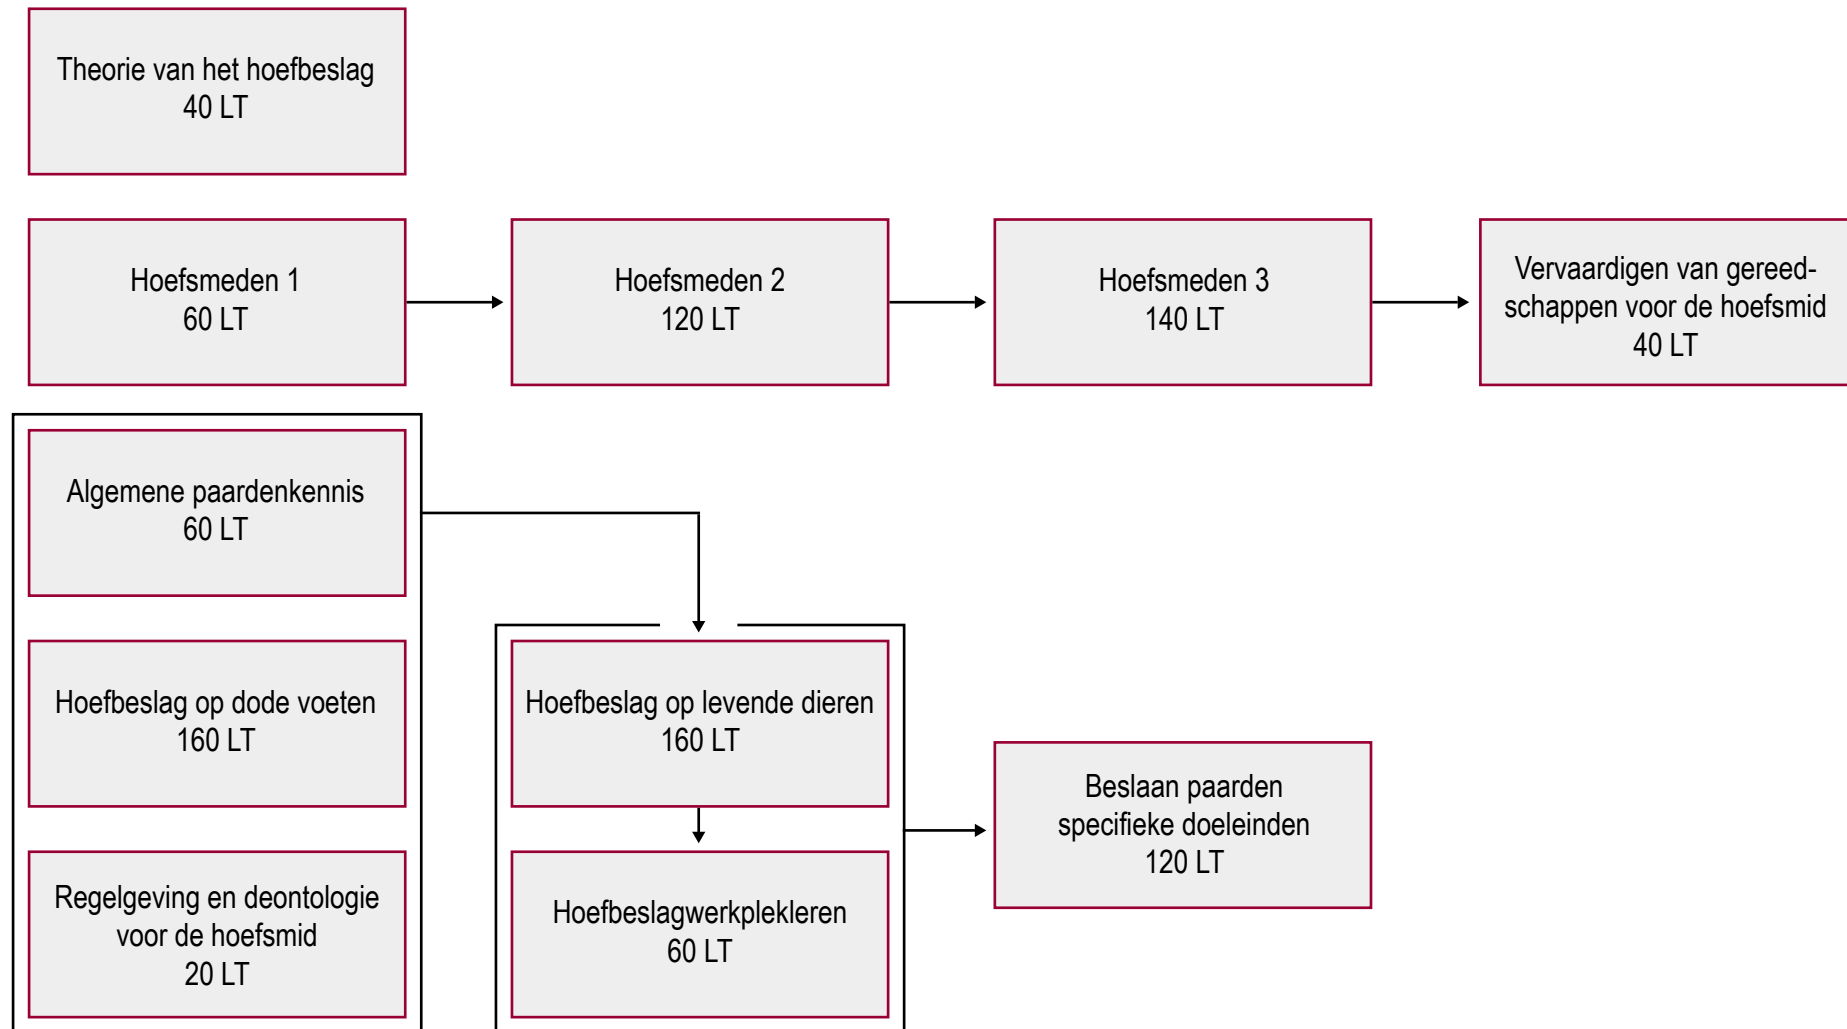 Theorie van het hoefbeslag
40 LT
Hoefsmeden 1
60 LT
Hoefsmeden 2
120 LT
Hoefsmeden 3
140 LT
Vervaardigen van gereed-
schappen voor de hoefsmid
40 LT
Algemene paardenkennis
60 LT
Hoefbeslag op dode voeten
160 LT
Hoefbeslag op levende dieren
160 LT
Beslaan paarden
specifieke doeleinden
120 LT
Regelgeving en deontologie
voor de hoefsmid
20 LT
Hoefbeslagwerkplekleren
60 LT